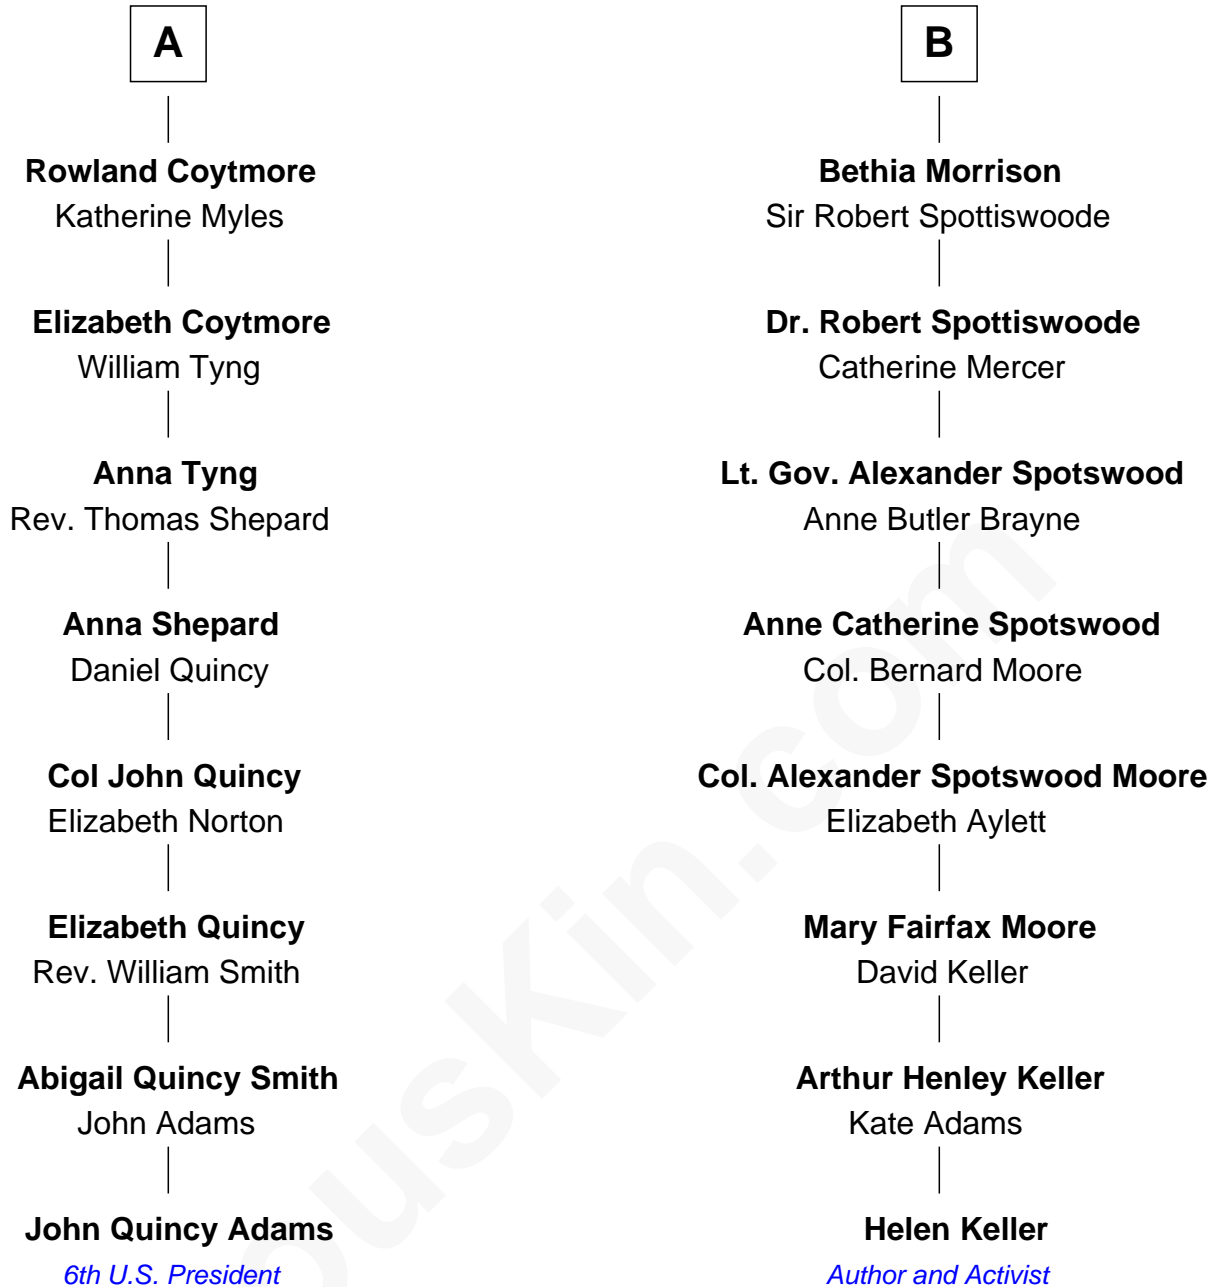 A
Rowland Coytmore
Katherine Myles
Elizabeth Coytmore
William Tyng
Anna Tyng
Rev. Thomas Shepard
Anna Shepard
Daniel Quincy
Col John Quincy
Elizabeth Norton
Elizabeth Quincy
Rev. William Smith
Abigail Quincy Smith
John Adams
John Quincy Adams
6th U.S. President
B
Bethia Morrison
Sir Robert Spottiswoode
Dr. Robert Spottiswoode
Catherine Mercer
Lt. Gov. Alexander Spotswood
Anne Butler Brayne
Anne Catherine Spotswood
Col. Bernard Moore
Col. Alexander Spotswood Moore
Elizabeth Aylett
Mary Fairfax Moore
David Keller
Arthur Henley Keller
Kate Adams
Helen Keller
Author and Activist
ousKin.com